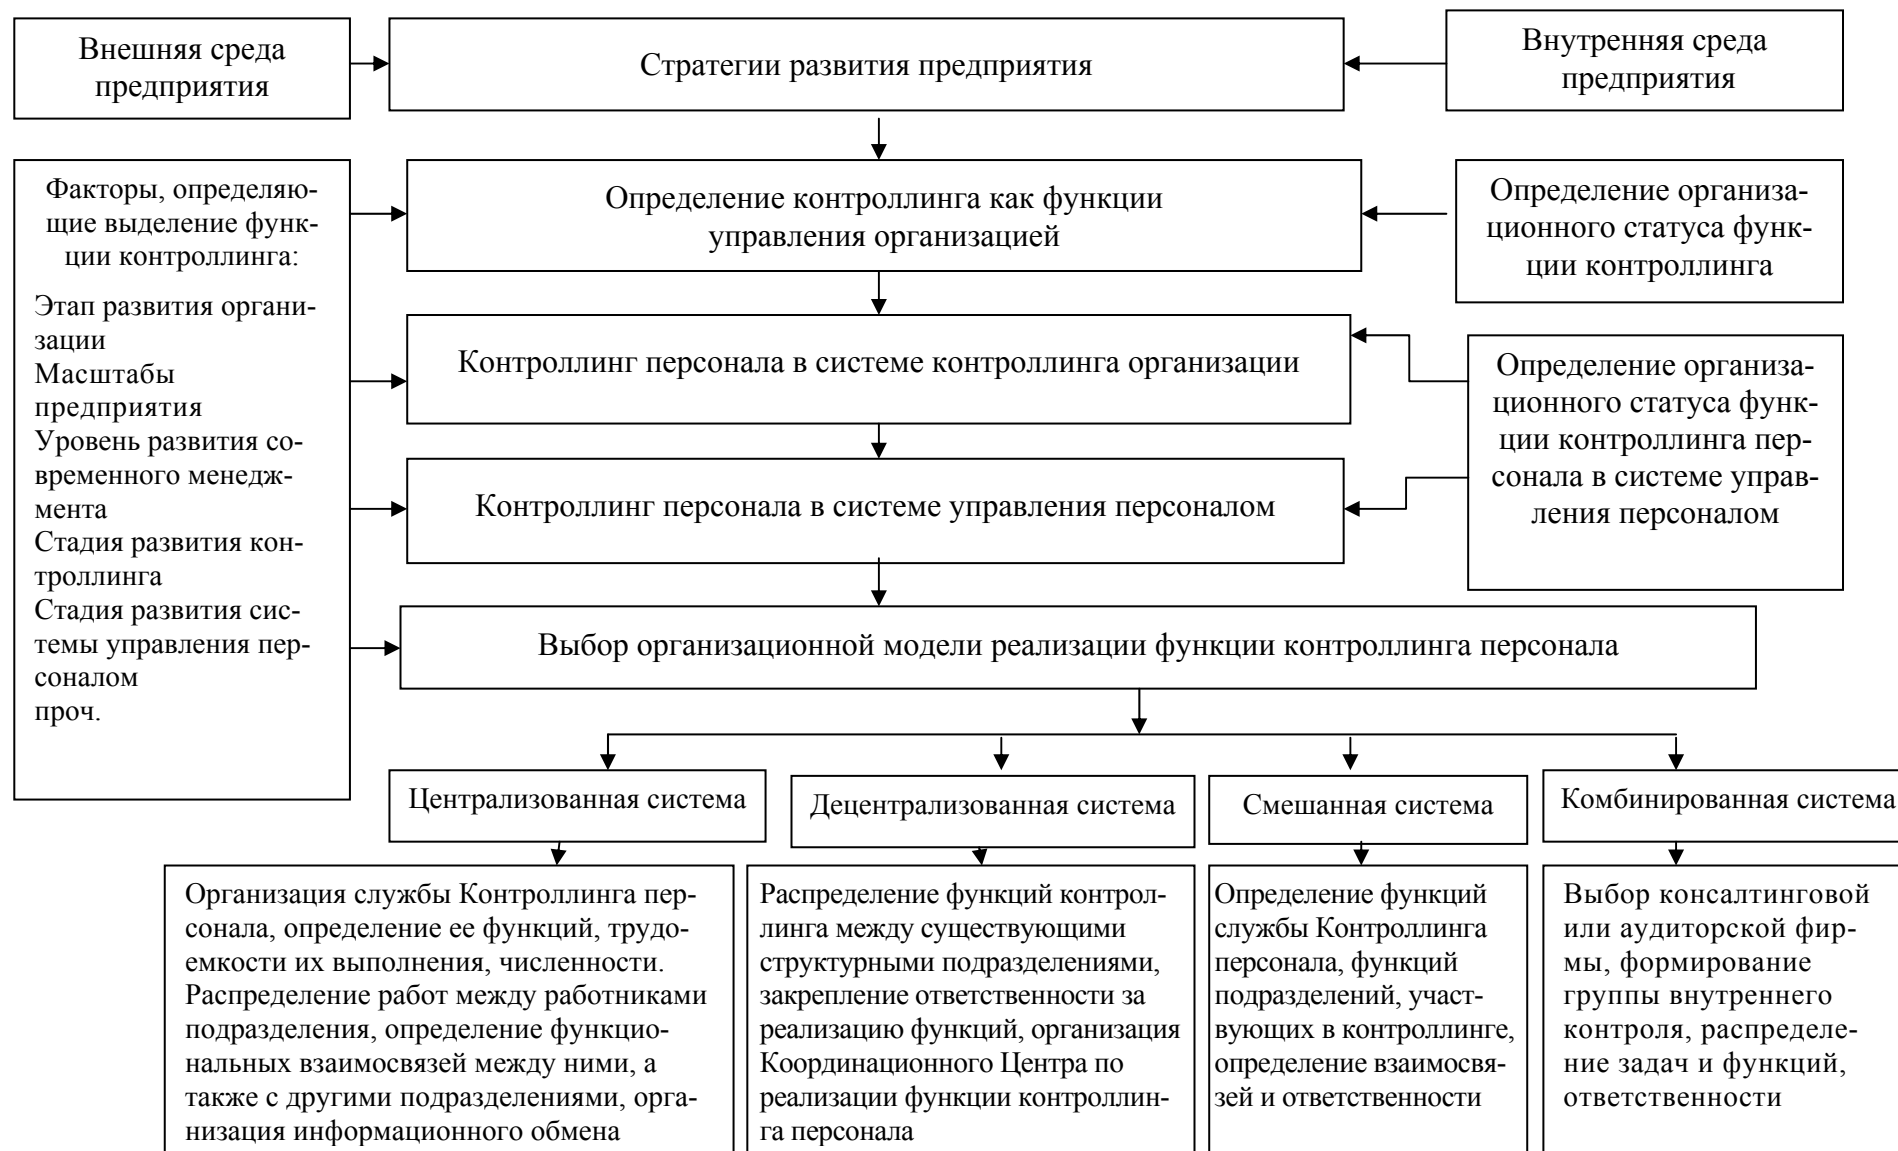 Внешняя среда
предприятия
Стратегии развития предприятия
Внутренняя среда
предприятия
Факторы, определяю-
щие выделение функ-
ции контроллинга:
Этап развития органи-
зации
Масштабы
предприятия
Уровень развития со-
временного менедж-
мента
Стадия развития кон-
троллинга
Стадия развития сис-
темы управления пер-
соналом
проч.
Определение контроллинга как функции
управления организацией
Определение организа-
ционного статуса функ-
ции контроллинга
Контроллинг персонала в системе контроллинга организации
Контроллинг персонала в системе управления персоналом
Определение организа-
ционного статуса функ-
ции контроллинга пер-
сонала в системе управ-
ления персоналом
Выбор организационной модели реализации функции контроллинга персонала
Централизованная система
Децентрализованная система
Смешанная система
Комбинированная система
Организация службы Контроллинга пер-
сонала, определение ее функций, трудо-
емкости их выполнения, численности.
Распределение работ между работниками
подразделения, определение функцио-
нальных взаимосвязей между ними, а
также с другими подразделениями, орга-
низация информационного обмена
Распределение функций контрол-
линга между существующими
структурными подразделениями,
закрепление ответственности за
реализацию функций, организация
Координационного Центра по
реализации функции контроллин-
га персонала
Определение функций
службы Контроллинга
персонала, функций
подразделений, участ-
вующих в контроллинге,
определение взаимосвя-
зей и ответственности
Выбор консалтинговой
или аудиторской фир-
мы, формирование
группы внутреннего
контроля, распределе-
ние задач и функций,
ответственности